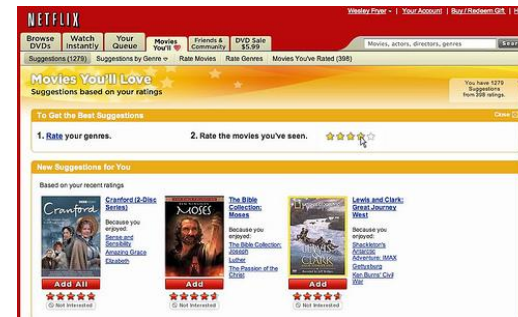 Wesley Fryer
Your Account
Buy/Redeem Gift
NETFLIX
Browse DVDs
Watch Instantly
Your Queue
Movies You'll
Friends & Community
DVD Sale $5.99
Movies, actors, directors, genres
Suggestions (1279)
Suggestions by Genre
Rate Movies
Rate Genres
Movies You've Rated (398)
Movies You'll Love
Suggestions based on your ratings
You have 1279
Suggestions
from 398 ratings.
To Get the Best Suggestions
Close
1. Rate your genres.
2. Rate the movies you've seen.
New Suggestions for You
Based on your recent ratings
Cranford
Cranford (2-Disc
Series)
Because you
enjoyed:
Sense and
Sensibility
Amazing Grace
Elizabeth
Add All
Not Interested
MOSES
The Bible
Collection:
Moses
Because you
enjoyed:
The Bible Collection:
Joseph
Luther
The Passion of the
Christ
Add
Not Interested
CLARK
Lewis and Clark:
Great Journey
West
Because you
enjoyed:
Shackleton's
Antarctic
Adventure: IMAX
Gettysburg
Ken Burns' Civil
War
Add
Not Interested